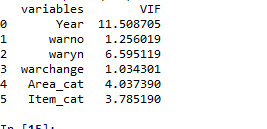 variables VIF
0 Year 11.508705
1 warno 1.256019
2 waryn 6.595119
3 warchange 1.034301
4 Area_cat 4.037390
5 Item_cat 3.785190
In [15]: